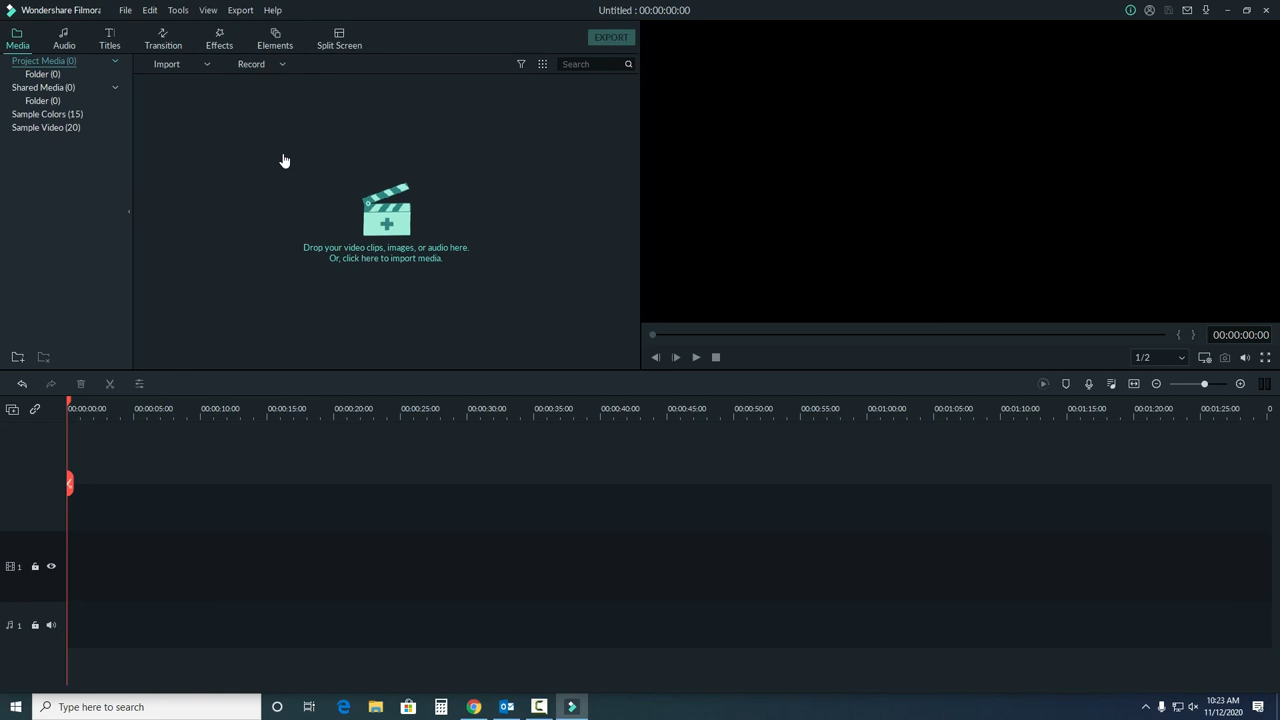 Wondershare Filmora File Edit Tools View Export Help Untitled : 00:00:00:00
Media Audio Titles Transition Effects Elements Split Screen EXPORT
Project Media (0)
Folder (0)
Shared Media (0)
Folder (0)
Sample Colors (15)
Sample Video (20)
Import Record Search
Drop your video clips, images, or audio here.
Or, click here to import media.
00:00:00:00
1/2
00:00:00:00 00:00:05:00 00:00:10:00 00:00:15:00 00:00:20:00 00:00:25:00 00:00:30:00 00:00:35:00 00:00:40:00 00:00:45:00 00:00:50:00 00:00:55:00 00:01:00:00 00:01:05:00 00:01:10:00 00:01:15:00 00:01:20:00 00:01:25:00 0
1
1
Type here to search
10:23 AM
11/12/2020